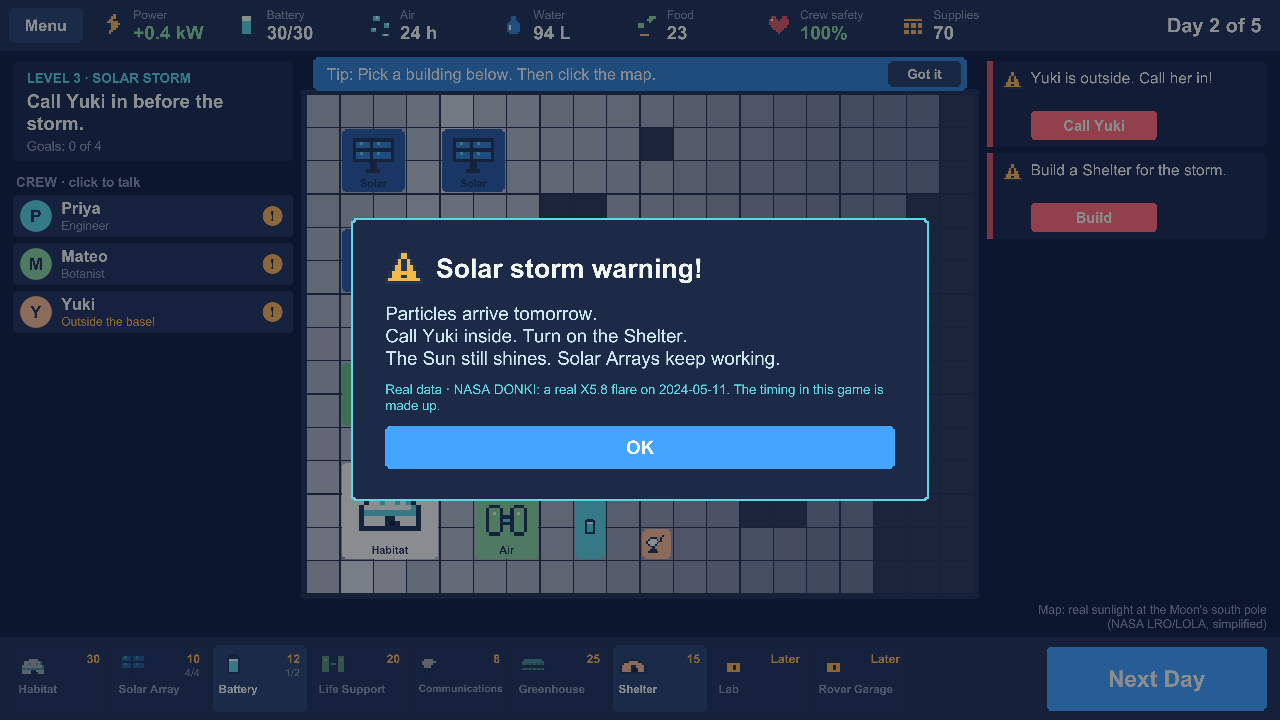 Menu
Power
+0.4 kW
Battery
30/30
Air
24 h
Water
94 L
Food
23
Crew safety
100%
Supplies
70
Day 2 of 5
LEVEL 3 · SOLAR STORM
Call Yuki in before the
storm.
Goals: 0 of 4
Tip: Pick a building below. Then click the map.
Got it
Yuki is outside. Call her in!
Call Yuki
Build a Shelter for the storm.
Build
CREW · click to talk
P
Priya
Engineer
!
M
Mateo
Botanist
!
Y
Yuki
Outside the base!
!
Solar
Solar
Solar storm warning!
Particles arrive tomorrow.
Call Yuki inside. Turn on the Shelter.
The Sun still shines. Solar Arrays keep working.
Real data · NASA DONKI: a real X5.8 flare on 2024-05-11. The timing in this game is
made up.
OK
Habitat
Air
Map: real sunlight at the Moon's south pole
(NASA LRO/LOLA, simplified)
30
Habitat
10
4/4
Solar Array
12
1/2
Battery
20
Life Support
8
Communications
25
Greenhouse
15
Shelter
Later
Lab
Later
Rover Garage
Next Day